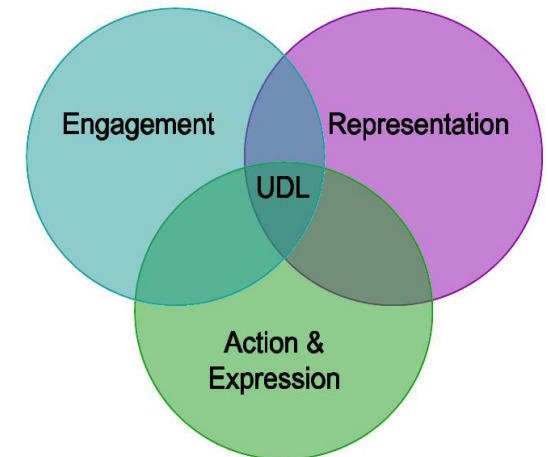 Engagement
Representation
UDL
Action &
Expression